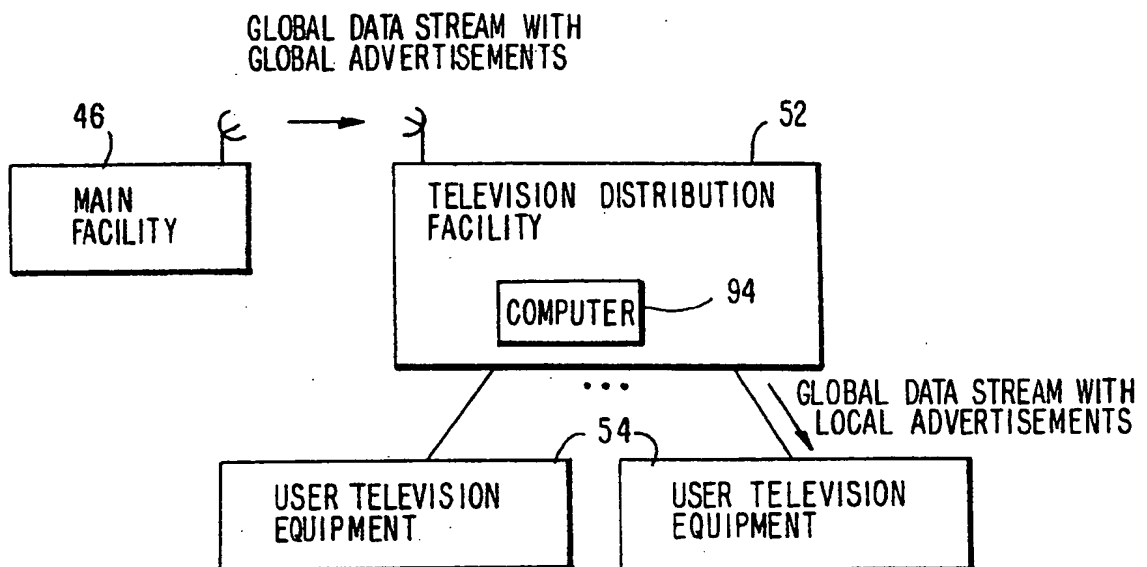 GLOBAL DATA STREAM WITH
GLOBAL ADVERTISEMENTS
46
52
MAIN
FACILITY
TELEVISION DISTRIBUTION
FACILITY
COMPUTER
94
GLOBAL DATA STREAM WITH
LOCAL ADVERTISEMENTS
54
USER TELEVISION
EQUIPMENT
USER TELEVISION
EQUIPMENT